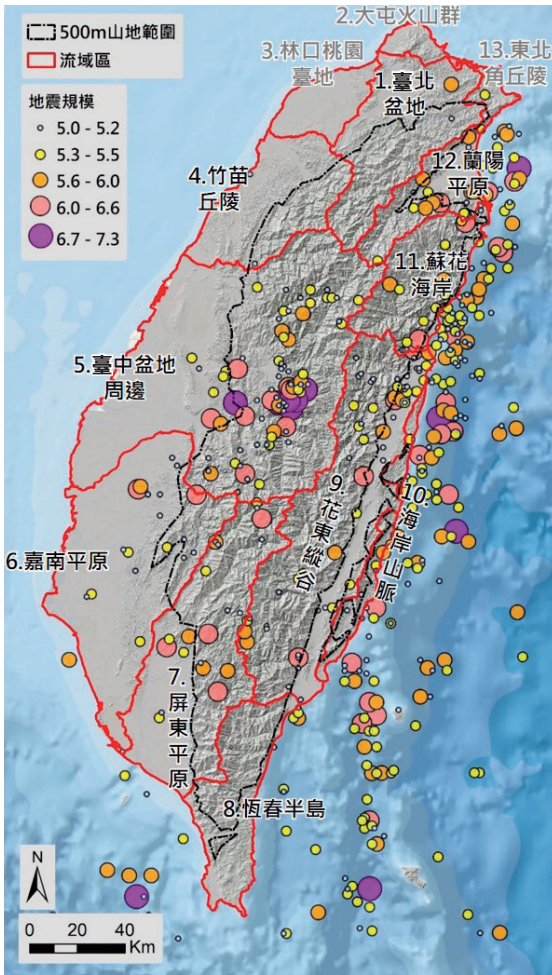 500m山地範圍
流域區
地震規模
5.0 - 5.2
5.3 - 5.5
5.6 - 6.0
6.0 - 6.6
6.7 - 7.3
2.大屯火山群
3.林口桃園
臺地
13.東北
角丘陵
1.臺北
盆地
4.竹苗
丘陵
12.蘭陽
平原
11.蘇花
海岸
5.臺中盆地
周邊
9.花東縱谷
10.海岸山脈
6.嘉南平原
7.屏東平原
8.恆春半島
N
0 20 40
Km